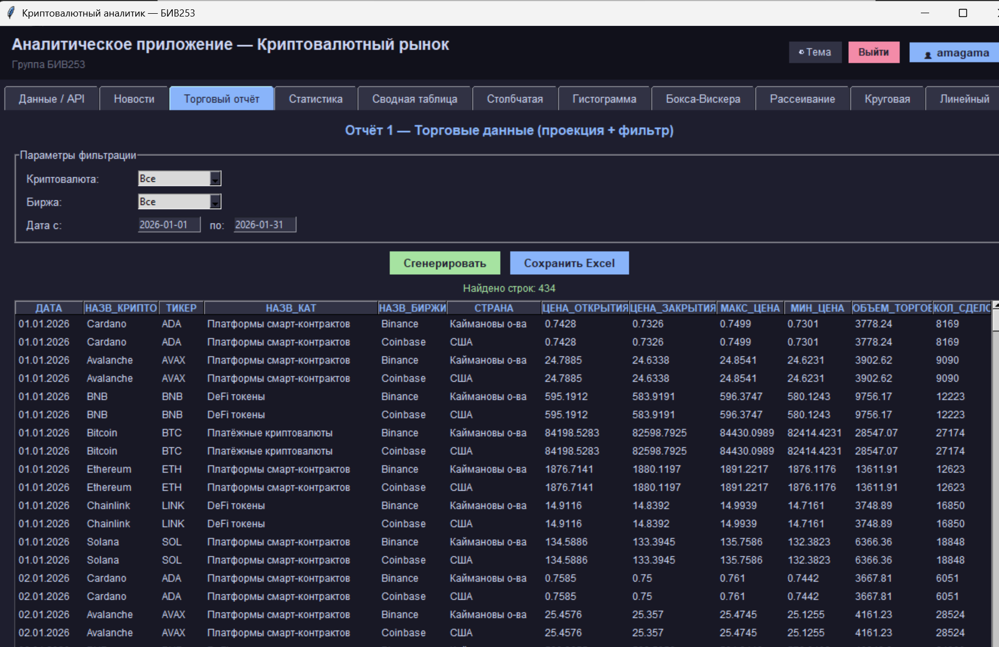 Криптовалютный аналитик — БИВ253
Аналитическое приложение — Криптовалютный рынок
Группа БИВ253
Тема Выйти amagama
Данные / API Новости Торговый отчёт Статистика Сводная таблица Столбчатая Гистограмма Бокса-Вискера Рассеивание Круговая Линейный
Отчёт 1 — Торговые данные (проекция + фильтр)
Параметры фильтрации
Криптовалюта: Все
Биржа: Все
Дата с: 2026-01-01 по: 2026-01-31
Сгенерировать Сохранить Excel
Найдено строк: 434
ДАТА НАЗВ_КРИПТО ТИКЕР НАЗВ_КАТ НАЗВ_БИРЖИ СТРАНА ЦЕНА_ОТКРЫТИЯ ЦЕНА_ЗАКРЫТИЯ МАКС_ЦЕНА МИН_ЦЕНА ОБЪЕМ_ТОРГОВ КОЛ_СДЕЛО
01.01.2026 Cardano ADA Платформы смарт-контрактов Binance Каймановы о-ва 0.7428 0.7326 0.7499 0.7301 3778.24 8169
01.01.2026 Cardano ADA Платформы смарт-контрактов Coinbase США 0.7428 0.7326 0.7499 0.7301 3778.24 8169
01.01.2026 Avalanche AVAX Платформы смарт-контрактов Binance Каймановы о-ва 24.7885 24.6338 24.8541 24.6231 3902.62 9090
01.01.2026 Avalanche AVAX Платформы смарт-контрактов Coinbase США 24.7885 24.6338 24.8541 24.6231 3902.62 9090
01.01.2026 BNB BNB DeFi токены Binance Каймановы о-ва 595.1912 583.9191 596.3747 580.1243 9756.17 12223
01.01.2026 BNB BNB DeFi токены Coinbase США 595.1912 583.9191 596.3747 580.1243 9756.17 12223
01.01.2026 Bitcoin BTC Платёжные криптовалюты Binance Каймановы о-ва 84198.5283 82598.7925 84430.0989 82414.4231 28547.07 27174
01.01.2026 Bitcoin BTC Платёжные криптовалюты Coinbase США 84198.5283 82598.7925 84430.0989 82414.4231 28547.07 27174
01.01.2026 Ethereum ETH Платформы смарт-контрактов Binance Каймановы о-ва 1876.7141 1880.1197 1891.2217 1876.1176 13611.91 12623
01.01.2026 Ethereum ETH Платформы смарт-контрактов Coinbase США 1876.7141 1880.1197 1891.2217 1876.1176 13611.91 12623
01.01.2026 Chainlink LINK DeFi токены Binance Каймановы о-ва 14.9116 14.8392 14.9939 14.7161 3748.89 16850
01.01.2026 Chainlink LINK DeFi токены Coinbase США 14.9116 14.8392 14.9939 14.7161 3748.89 16850
01.01.2026 Solana SOL Платформы смарт-контрактов Binance Каймановы о-ва 134.5886 133.3945 135.7586 132.3823 6366.36 18848
01.01.2026 Solana SOL Платформы смарт-контрактов Coinbase США 134.5886 133.3945 135.7586 132.3823 6366.36 18848
02.01.2026 Cardano ADA Платформы смарт-контрактов Binance Каймановы о-ва 0.7585 0.75 0.761 0.7442 3667.81 6051
02.01.2026 Cardano ADA Платформы смарт-контрактов Coinbase США 0.7585 0.75 0.761 0.7442 3667.81 6051
02.01.2026 Avalanche AVAX Платформы смарт-контрактов Binance Каймановы о-ва 25.4576 25.357 25.4745 25.1255 4161.23 28524
02.01.2026 Avalanche AVAX Платформы смарт-контрактов Coinbase США 25.4576 25.357 25.4745 25.1255 4161.23 28524